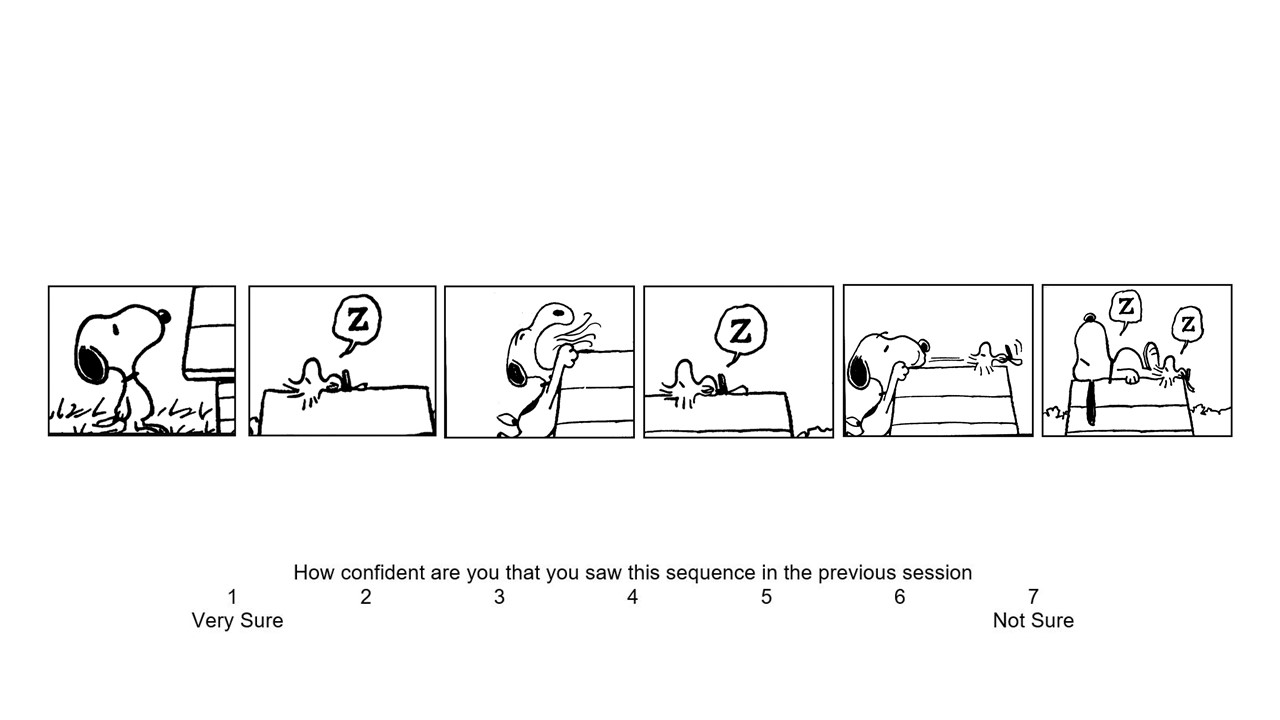 Z
Z
Z
Z
How confident are you that you saw this sequence in the previous session
1 2 3 4 5 6 7
Very Sure Not Sure